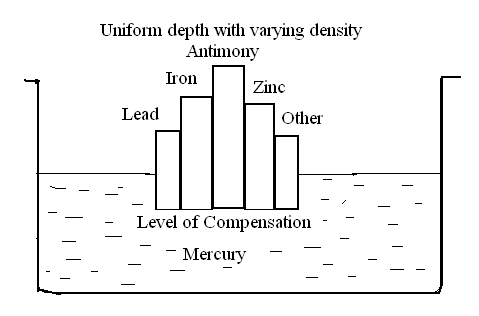 Uniform depth with varying density
Antimony
Iron
Zinc
Lead
Other
Level of Compensation
Mercury